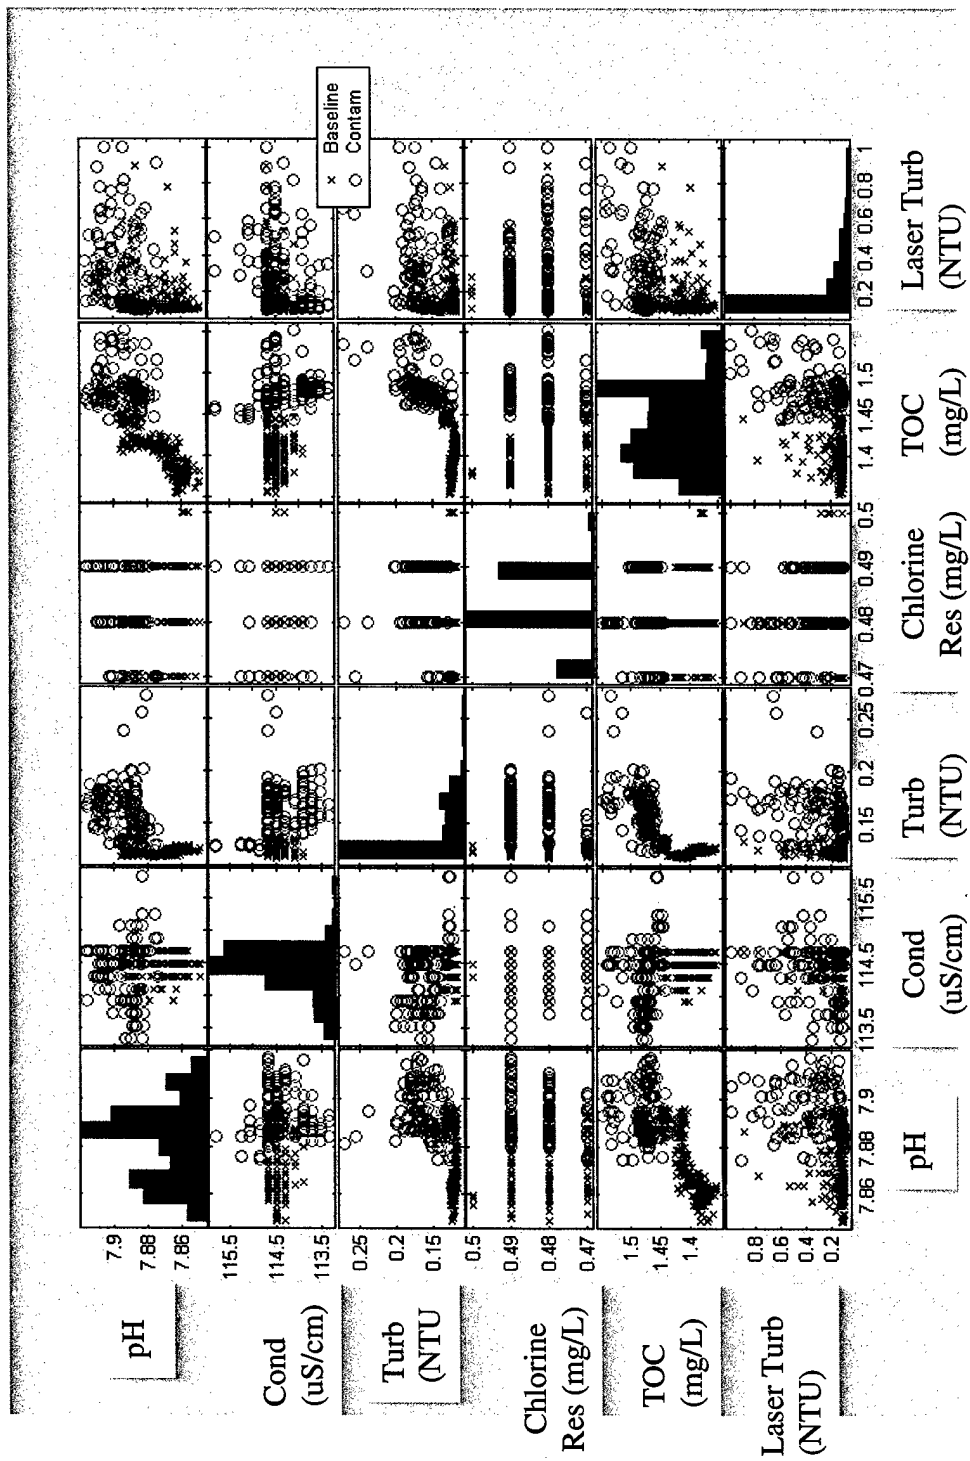 × Baseline
○ Contam
pH
7.9
7.88
7.86
Cond
(uS/cm)
115.5
114.5
113.5
Turb
(NTU
0.25
0.2
0.15
Chlorine
Res (mg/L)
0.5
0.49
0.48
0.47
TOC
(mg/L)
1.5
1.45
1.4
Laser Turb
(NTU)
0.8
0.6
0.4
0.2
7.86 7.88 7.9
113.5 114.5 115.5
0.15 0.2 0.25
0.47 0.48 0.49 0.5
1.4 1.45 1.5
0.2 0.4 0.6 0.8 1
pH
Cond
(uS/cm)
Turb
(NTU)
Chlorine
Res (mg/L)
TOC
(mg/L)
Laser Turb
(NTU)